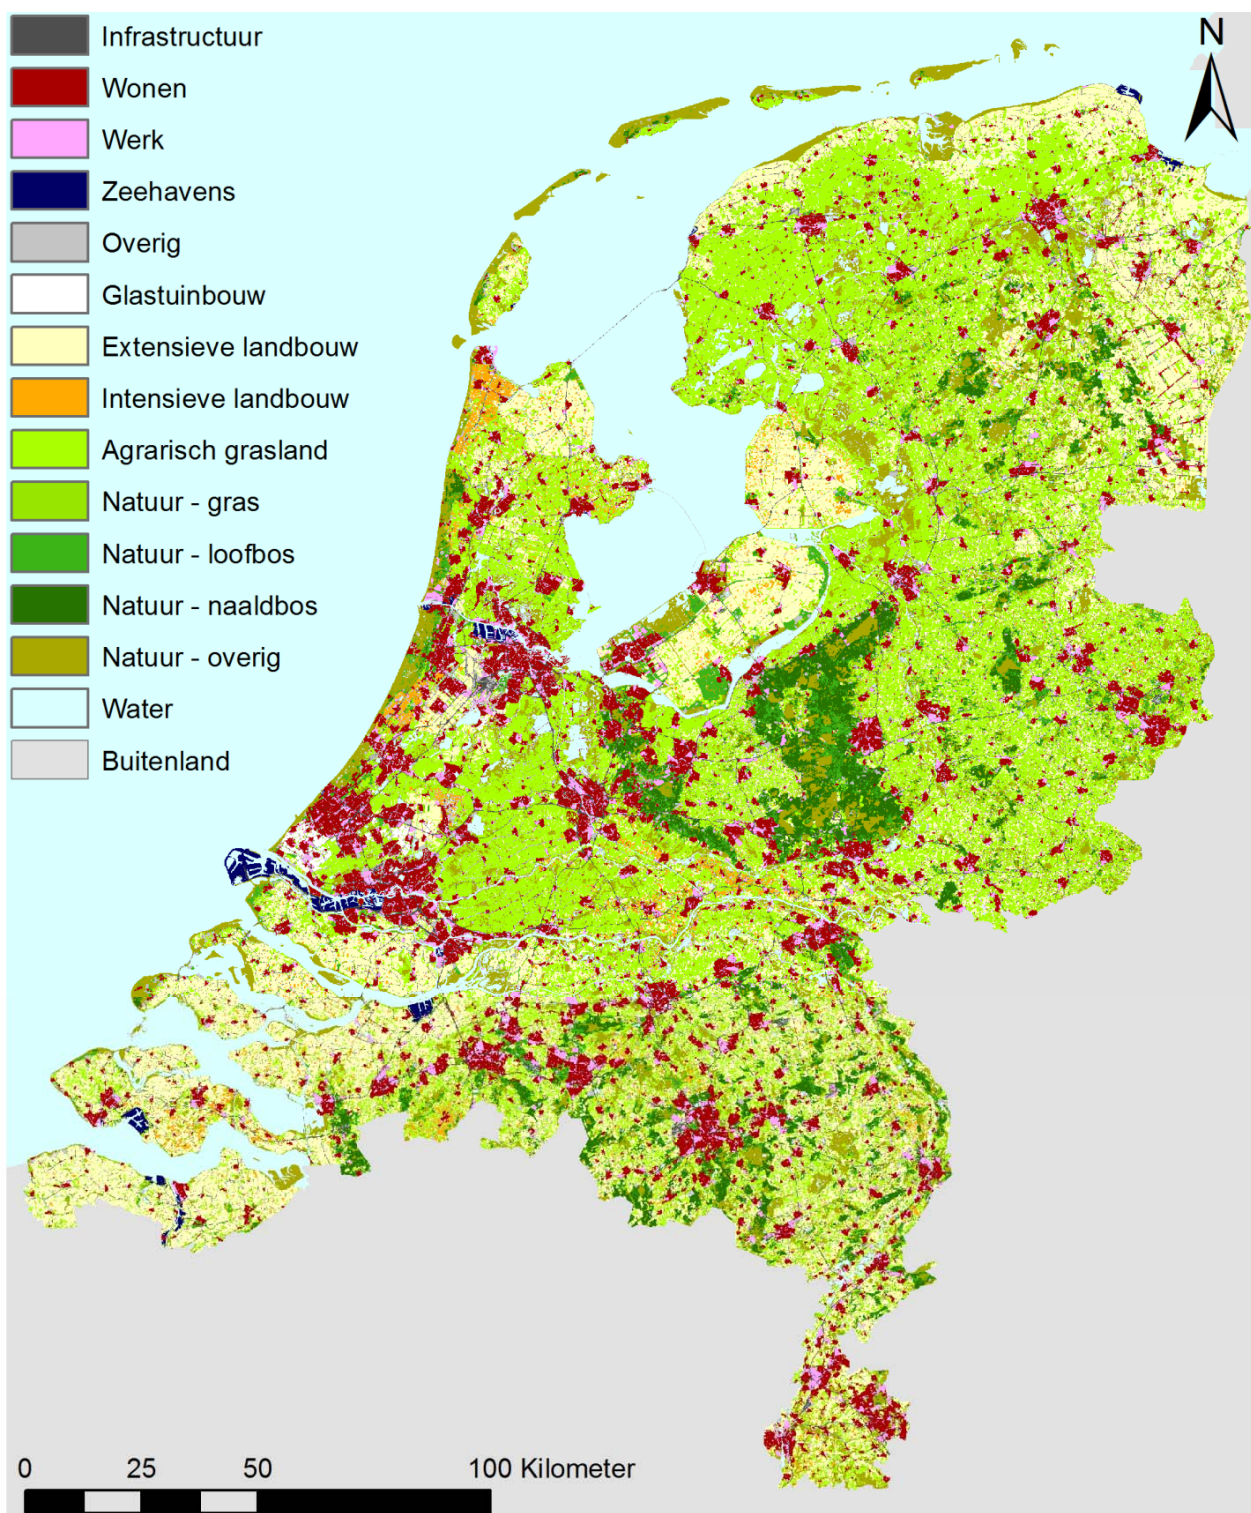 Infrastructuur
Wonen
Werk
Zeehavens
Overig
Glastuinbouw
Extensieve landbouw
Intensieve landbouw
Agrarisch grasland
Natuur - gras
Natuur - loofbos
Natuur - naaldbos
Natuur - overig
Water
Buitenland
N
0 25 50 100 Kilometer